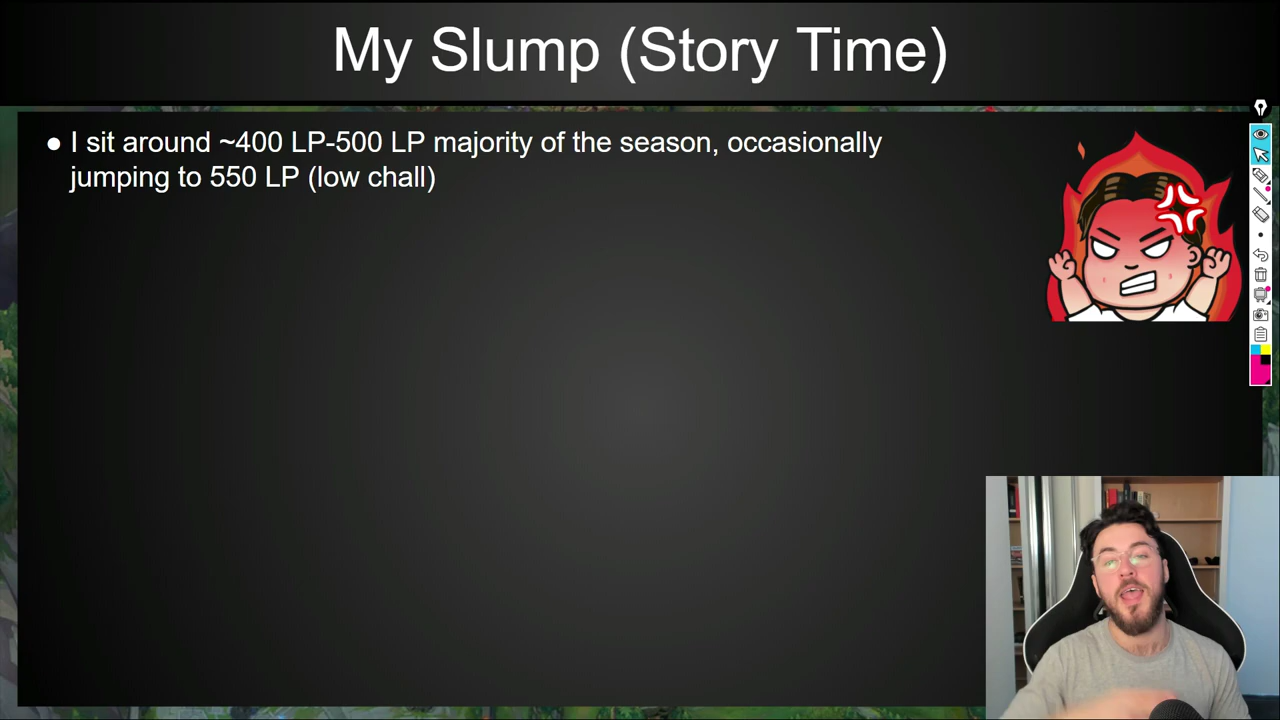 My Slump (Story Time)
● I sit around ~400 LP-500 LP majority of the season, occasionally
jumping to 550 LP (low chall)